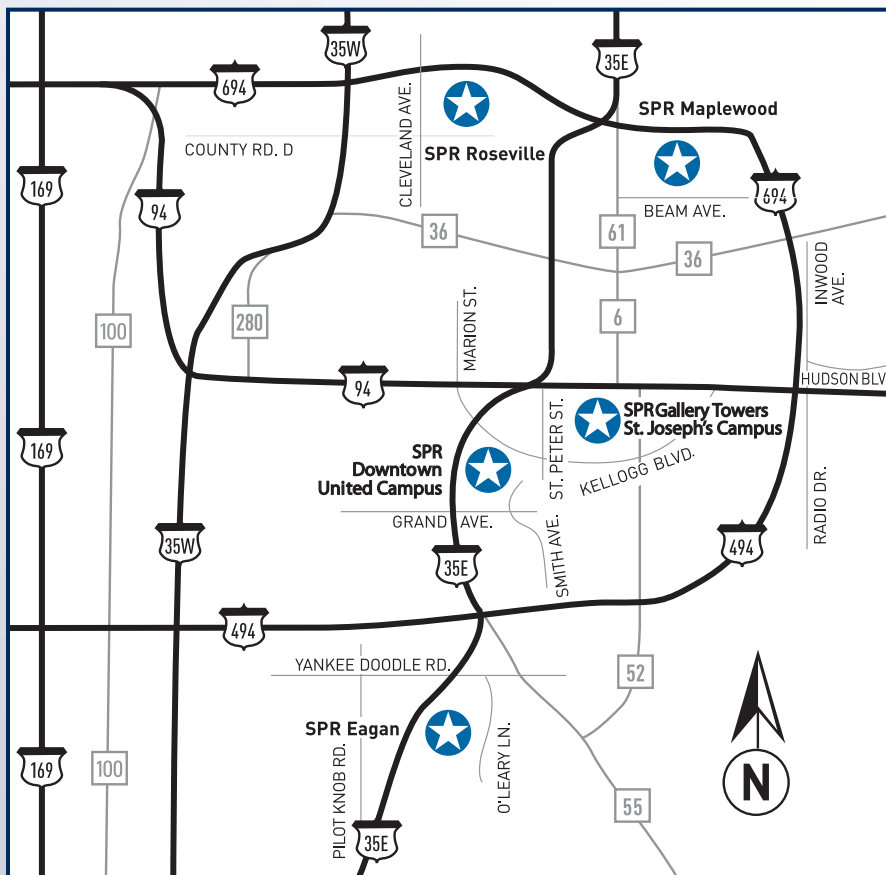 35W
35E
694
CLEVELAND AVE.
SPR Maplewood
COUNTY RD. D
SPR Roseville
169
694
94
BEAM AVE.
36
61
36
INWOOD
AVE.
MARION ST.
100
280
6
HUDSON BLV
94
SPR Gallery Towers
St. Joseph's Campus
ST. PETER ST.
SPR
Downtown
United Campus
169
KELLOGG BLVD.
GRAND AVE.
RADIO DR.
35W
494
SMITH AVE.
35E
494
YANKEE DOODLE RD.
52
SPR Eagan
PILOT KNOB RD.
O'LEARY LN.
169
100
N
55
35E